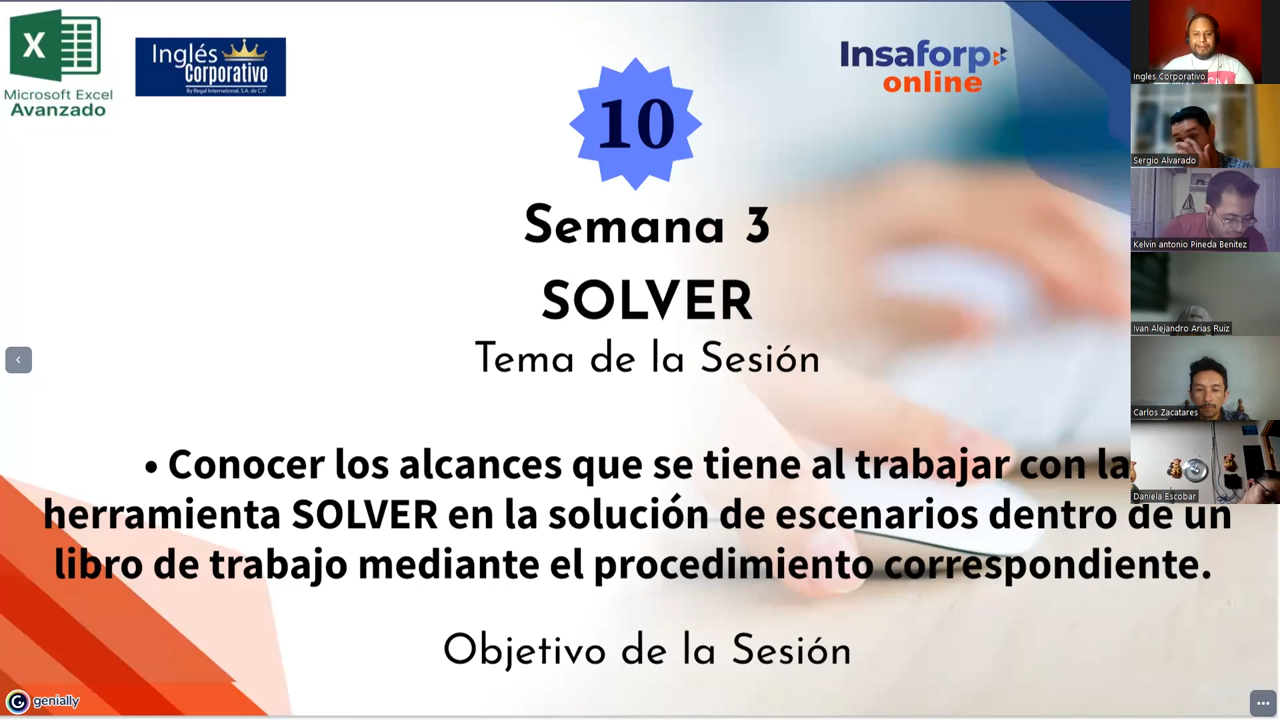 X
Microsoft Excel
Avanzado
Inglés
Corporativo
By Regal International, S.A. de C.V.
10
Insaforp
online
Semana 3
SOLVER
Tema de la Sesión
• Conocer los alcances que se tiene al trabajar con la
herramienta SOLVER en la solución de escenarios dentro de un
libro de trabajo mediante el procedimiento correspondiente.
Objetivo de la Sesión
genially
Ingles Corporativo
Sergio Alvarado
Kelvin antonio Pineda Benitez
Ivan Alejandro Arias Ruiz
Carlos Zacatares
Daniela Escobar